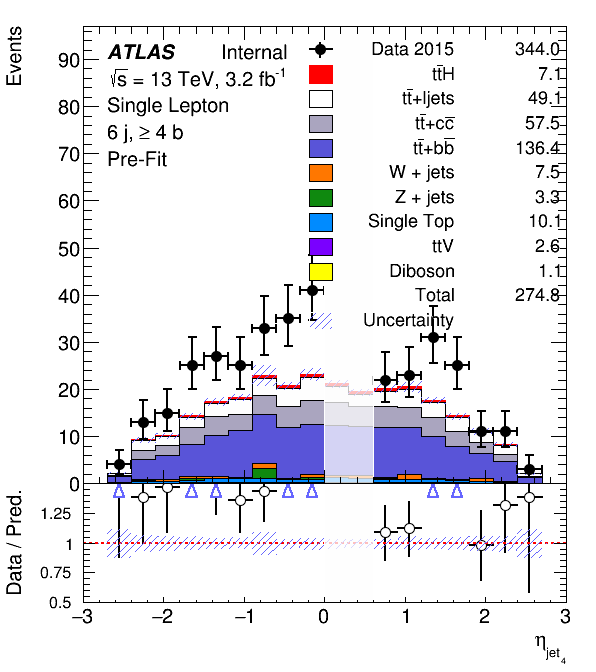 Events
90
80
70
60
50
40
30
20
10
0
ATLAS Internal
√s = 13 TeV, 3.2 fb⁻¹
Single Lepton
6 j, ≥ 4 b
Pre-Fit
Data 2015 344.0
tt̄H 7.1
tt̄+ljets 49.1
tt̄+cc̄ 57.5
tt̄+bb̄ 136.4
W + jets 7.5
Z + jets 3.3
Single Top 10.1
ttV 2.6
Diboson 1.1
Total 274.8
Uncertainty
Data / Pred.
1.25
1
0.75
0.5
−3 −2 −1 0 1 2 3
η_jet₄